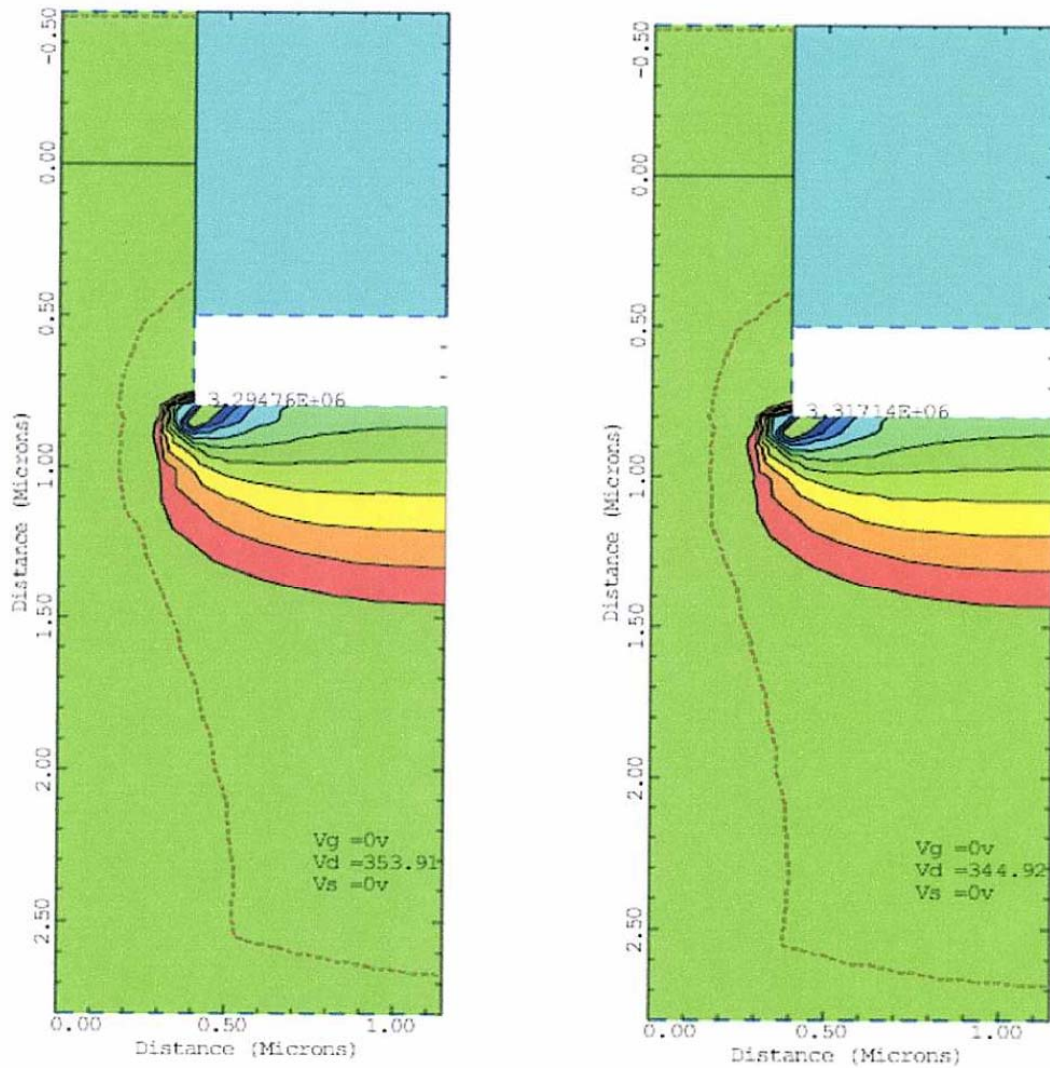 -0.50
0.00
0.50
1.00
1.50
2.00
2.50
Distance (Microns)
3.29476E+06
Vg =0v
Vd =353.91
Vs =0v
0.00
0.50
1.00
Distance (Microns)
-0.50
0.00
0.50
1.00
1.50
2.00
2.50
Distance (Microns)
3.31714E+06
Vg =0v
Vd =344.92
Vs =0v
0.00
0.50
1.00
Distance (Microns)